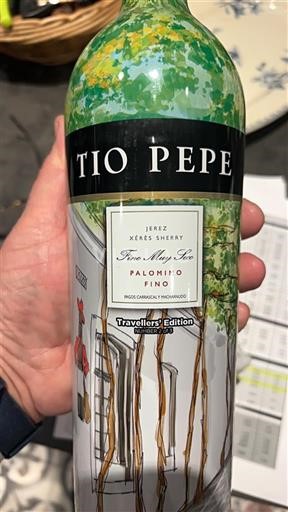 TIO PEPE
JEREZ
XÉRÈS SHERRY
Fino Muy Seco
PALOMINO
FINO
PAGOS CARRASCAL Y MACHARNUDO
Travellers' Edition